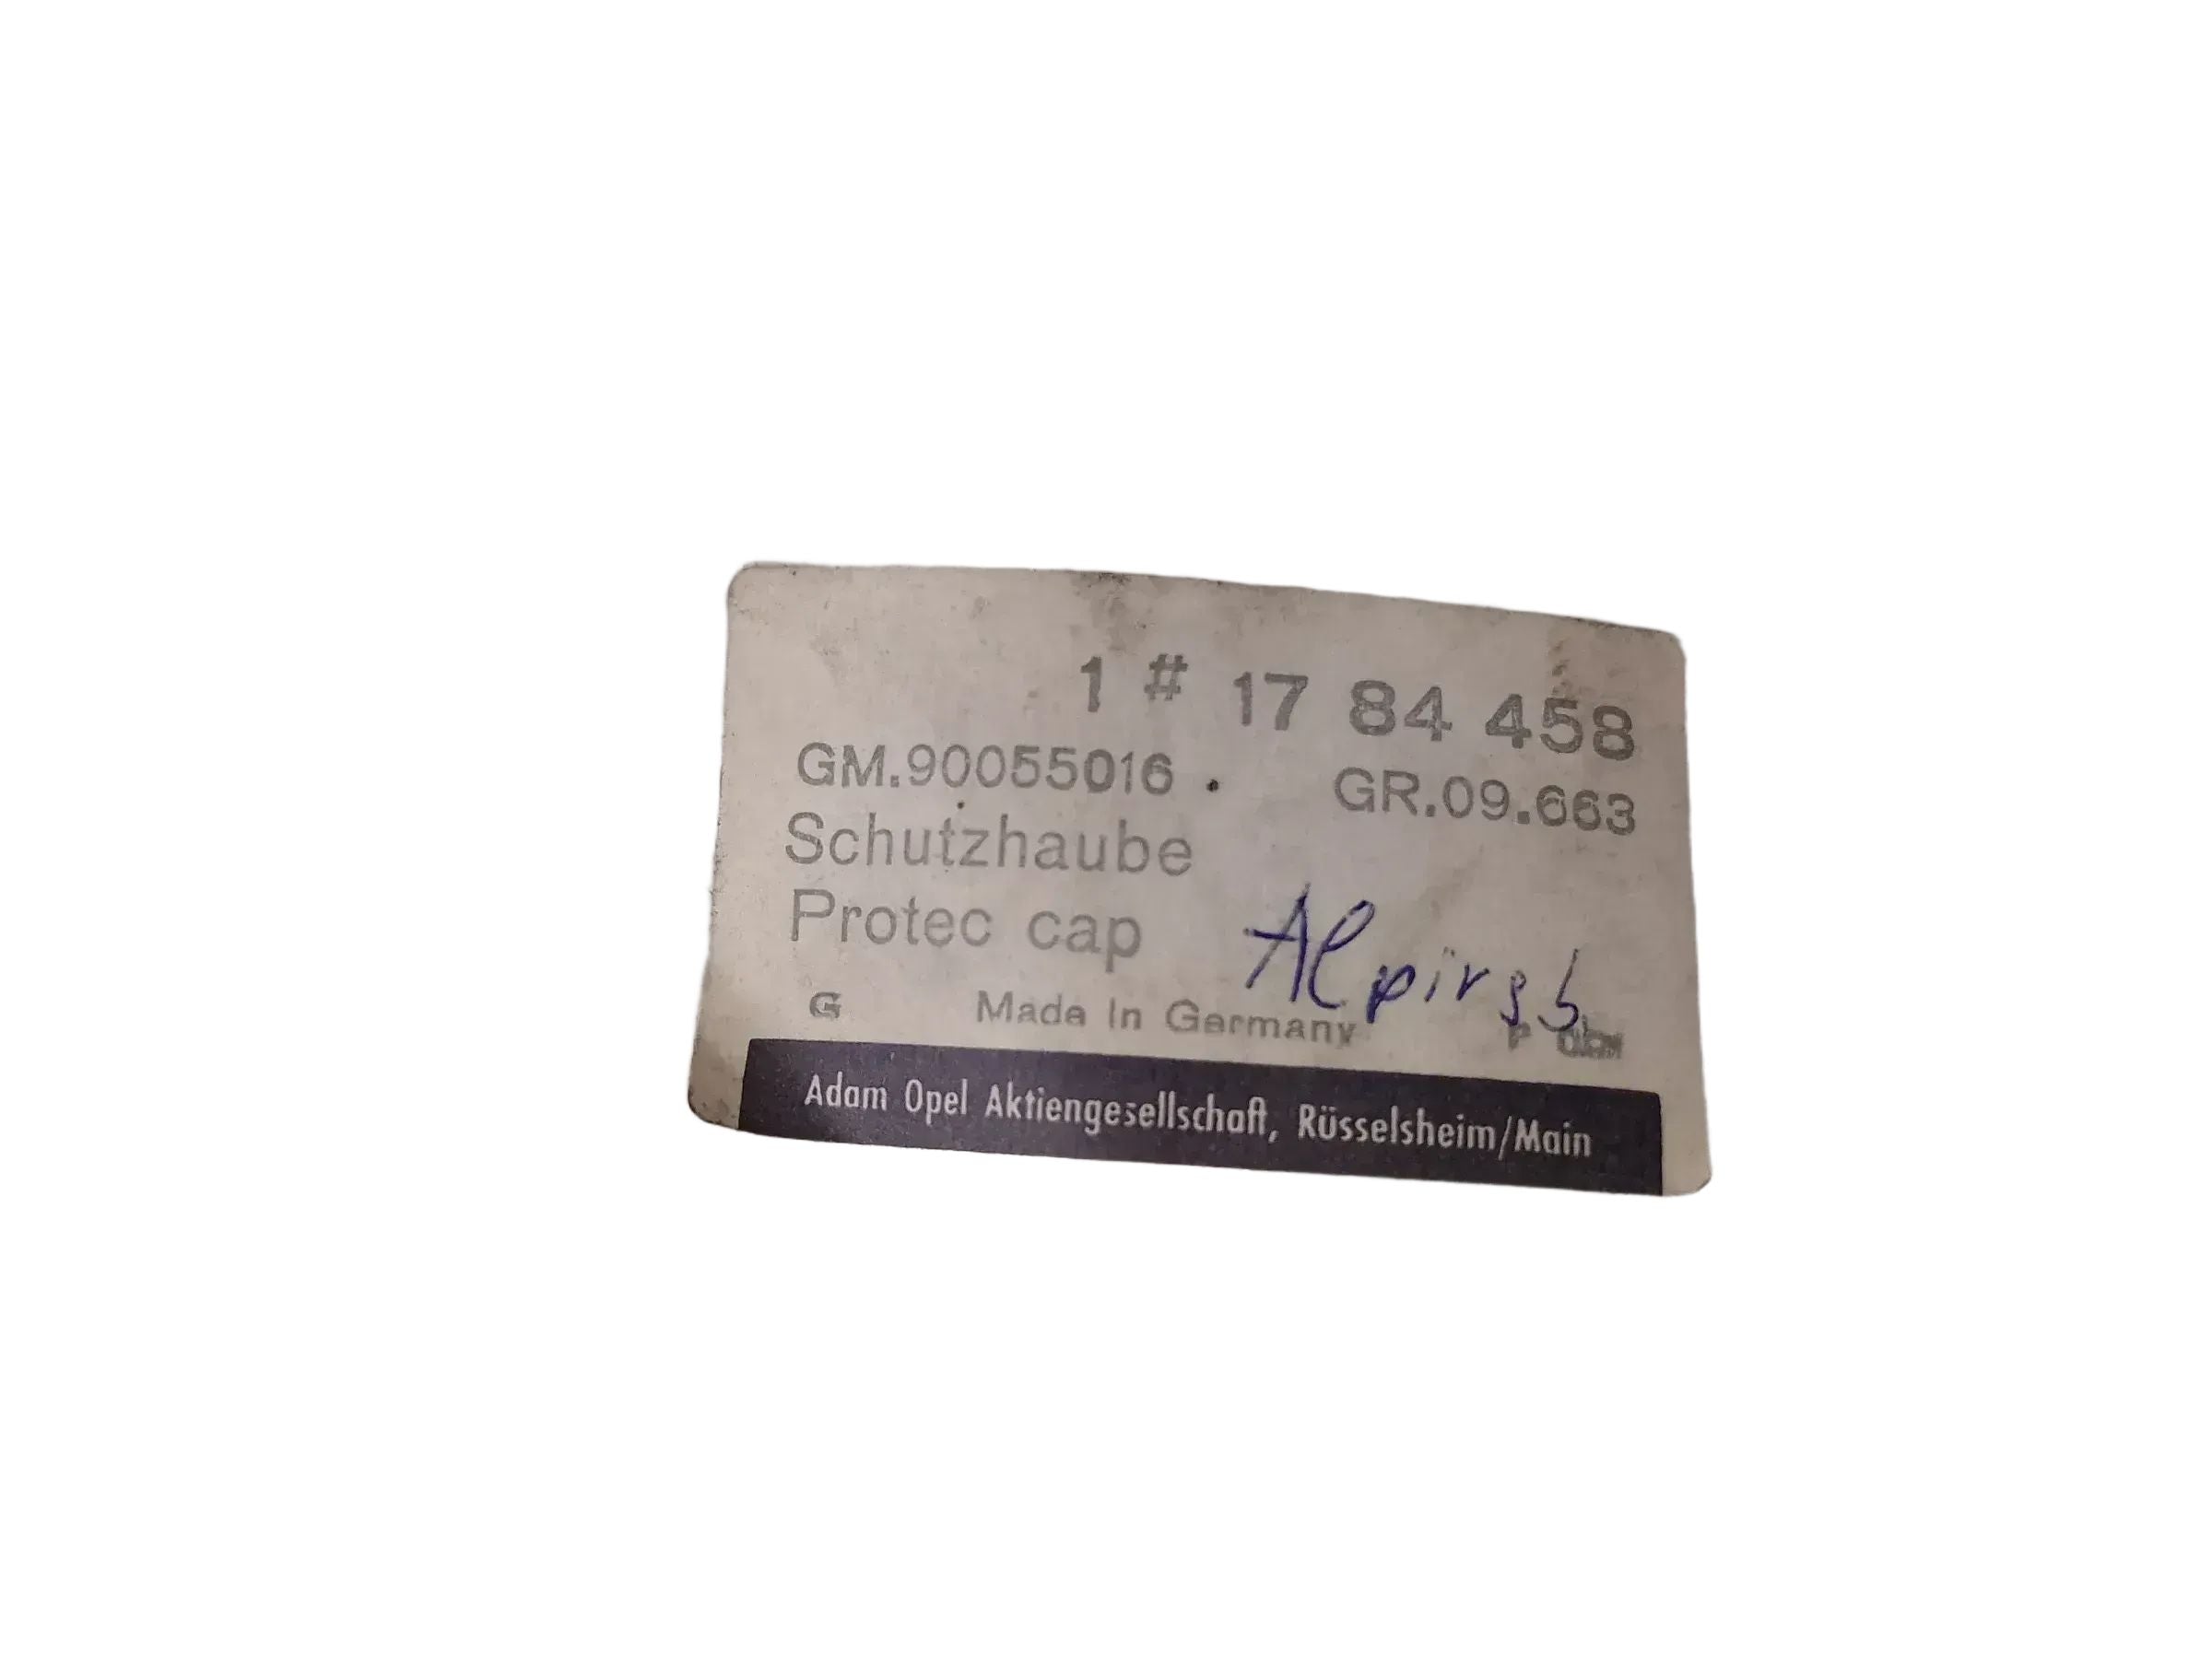 1 # 17 84 458
GM.90055016 . GR.09.663
Schutzhaube
Protec cap
Alpirsb
G Made In Germany P
Adam Opel Aktiengesellschaft, Rüsselsheim/Main